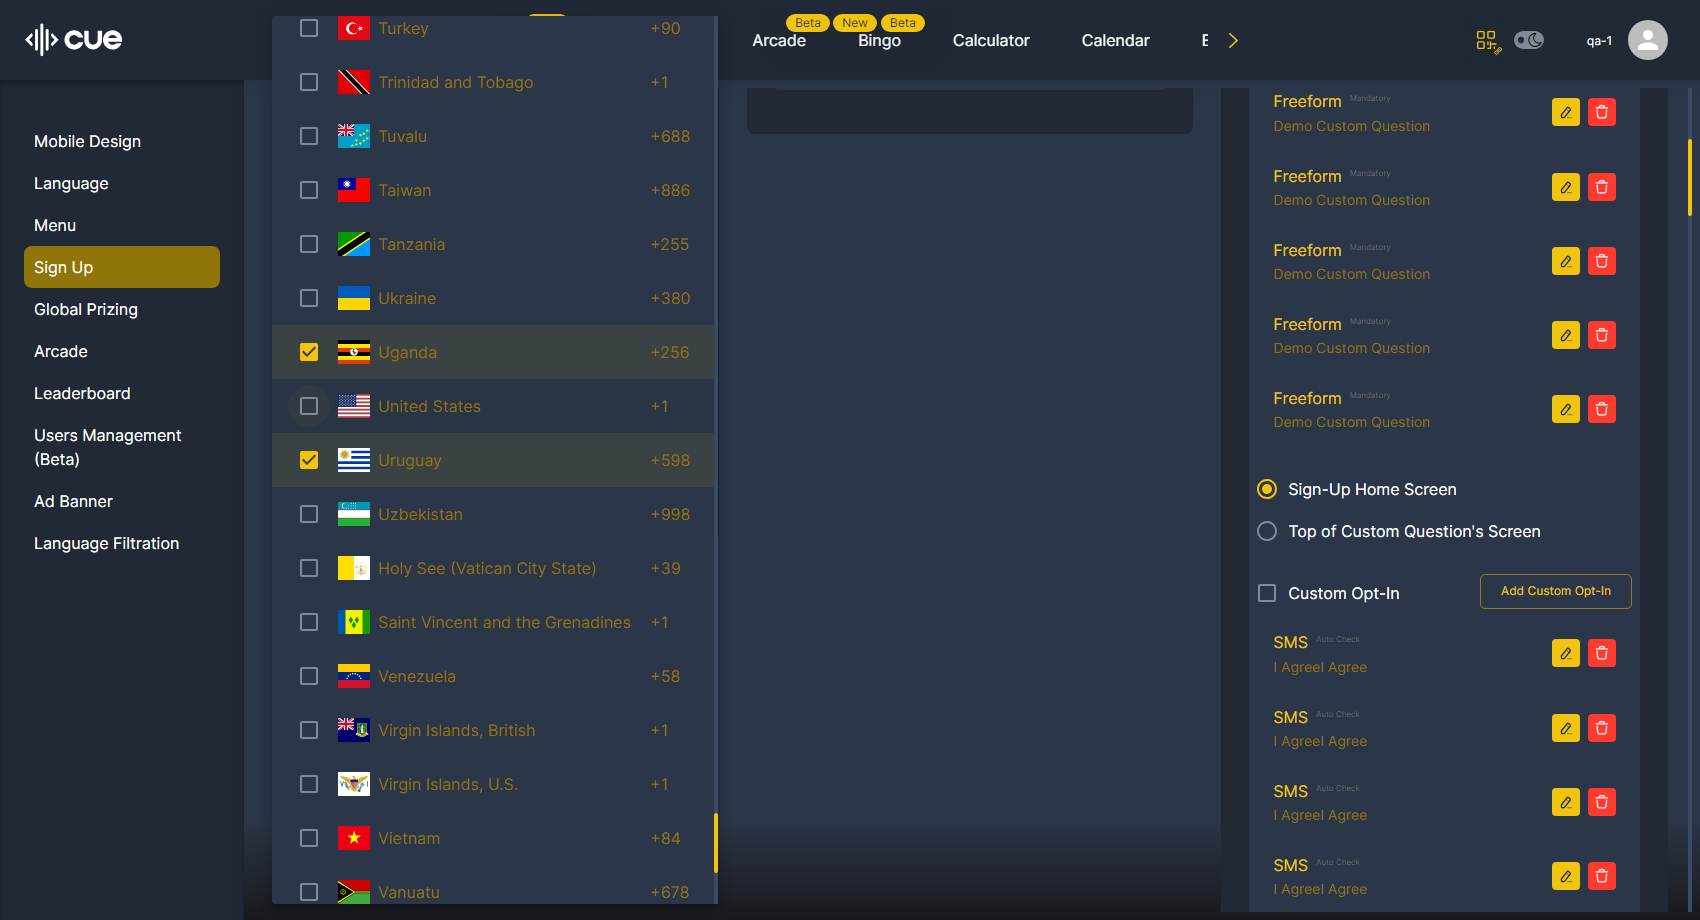 cue
Beta
New
Beta
Arcade
Bingo
Calculator
Calendar
qa-1
Mobile Design
Language
Menu
Sign Up
Global Prizing
Arcade
Leaderboard
Users Management
(Beta)
Ad Banner
Language Filtration
Turkey +90
Trinidad and Tobago +1
Tuvalu +688
Taiwan +886
Tanzania +255
Ukraine +380
Uganda +256
United States +1
Uruguay +598
Uzbekistan +998
Holy See (Vatican City State) +39
Saint Vincent and the Grenadines +1
Venezuela +58
Virgin Islands, British +1
Virgin Islands, U.S. +1
Vietnam +84
Vanuatu +678
Freeform Mandatory
Demo Custom Question
Freeform Mandatory
Demo Custom Question
Freeform Mandatory
Demo Custom Question
Freeform Mandatory
Demo Custom Question
Freeform Mandatory
Demo Custom Question
Sign-Up Home Screen
Top of Custom Question's Screen
Custom Opt-In
Add Custom Opt-In
SMS Auto Check
I AgreeI Agree
SMS Auto Check
I AgreeI Agree
SMS Auto Check
I AgreeI Agree
SMS Auto Check
I AgreeI Agree